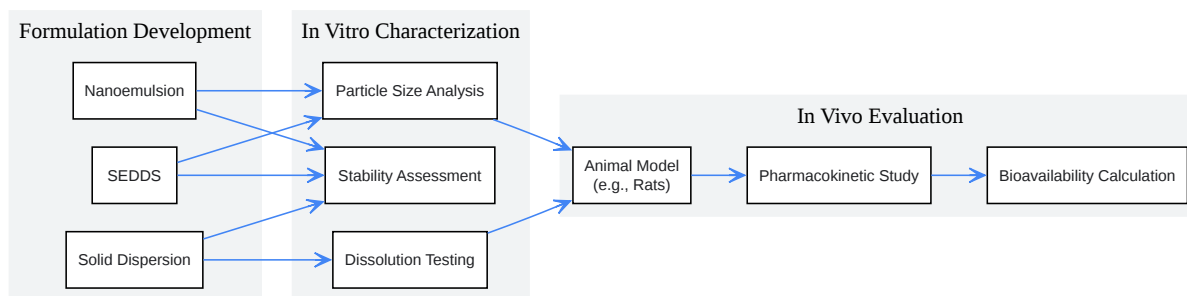 Formulation Development
Nanoemulsion
SEDDS
Solid Dispersion
In Vitro Characterization
Particle Size Analysis
Stability Assessment
Dissolution Testing
In Vivo Evaluation
Animal Model
(e.g., Rats)
Pharmacokinetic Study
Bioavailability Calculation